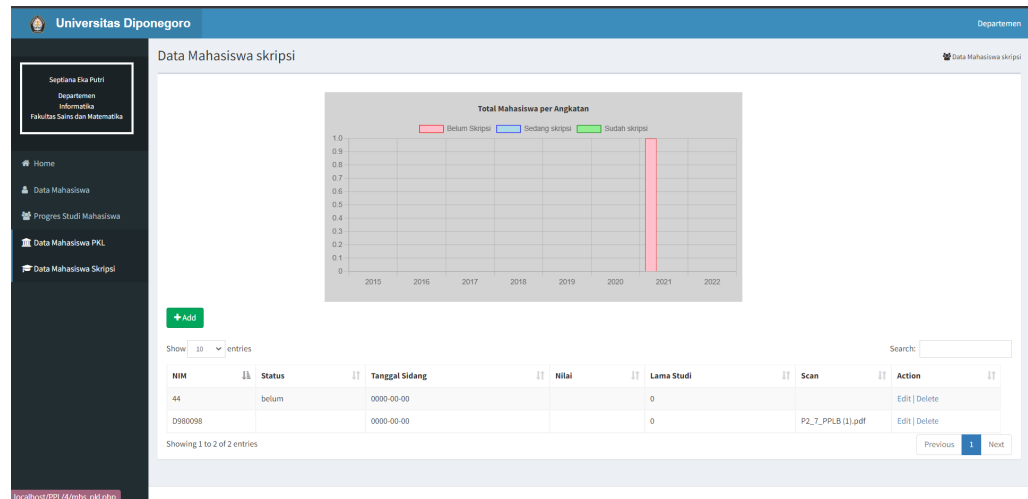 Universitas Diponegoro
Departemen
Septiana Eka Putri
Departemen
Informatika
Fakultas Sains dan Matematika
Home
Data Mahasiswa
Progres Studi Mahasiswa
Data Mahasiswa PKL
Data Mahasiswa Skripsi
Data Mahasiswa skripsi
Data Mahasiswa skripsi
Total Mahasiswa per Angkatan
Belum Skripsi Sedang skripsi Sudah skripsi
1.0
0.9
0.8
0.7
0.6
0.5
0.4
0.3
0.2
0.1
0
2015 2016 2017 2018 2019 2020 2021 2022
+ Add
Show 10 entries
Search:
NIM Status Tanggal Sidang Nilai Lama Studi Scan Action
44 belum 0000-00-00 0 Edit | Delete
D980098 0000-00-00 0 P2_7_PPLB (1).pdf Edit | Delete
Showing 1 to 2 of 2 entries
Previous 1 Next
localhost/PPL/4/mhs_pkl.php